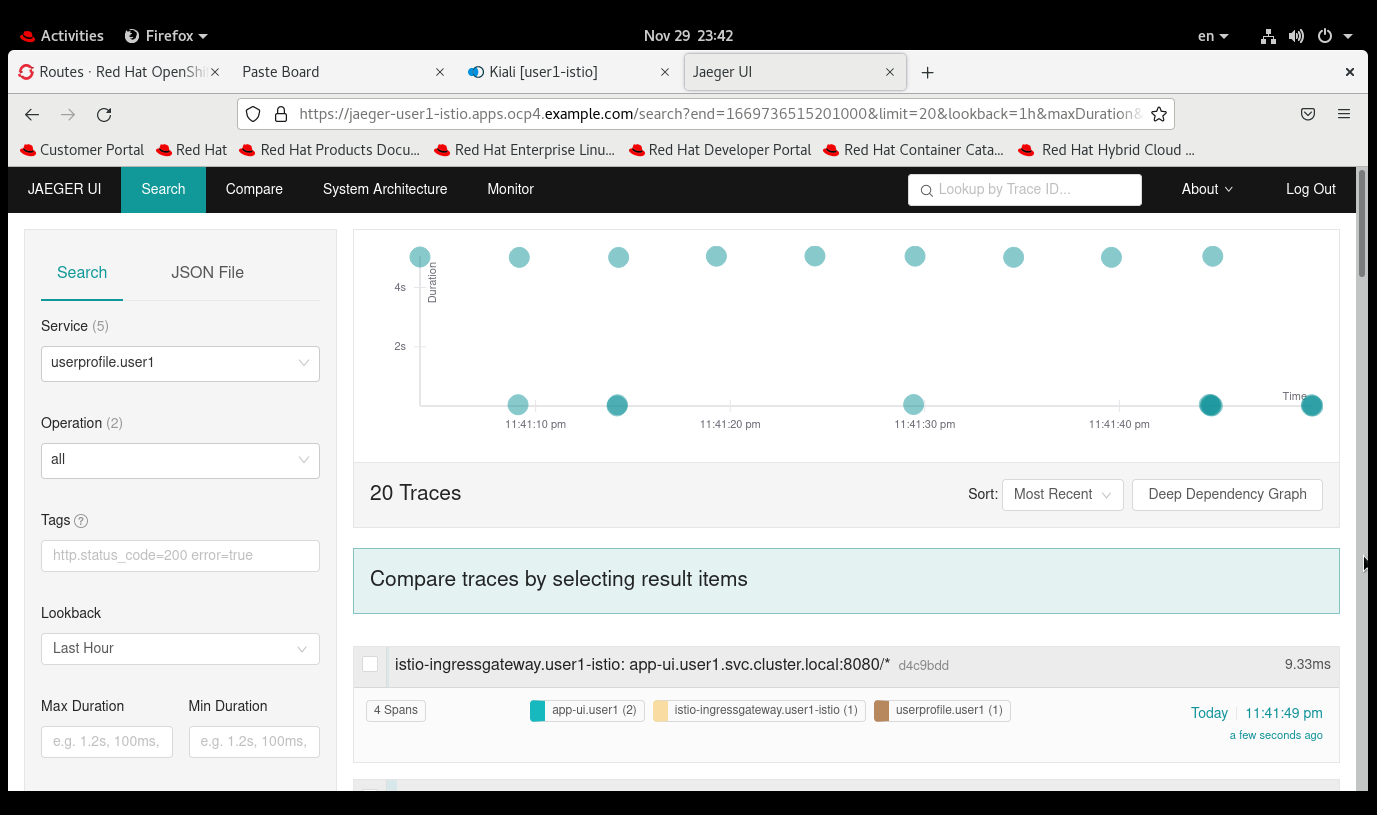 Activities Firefox Nov 29 23:42 en
Routes · Red Hat OpenShi Paste Board Kiali [user1-istio] Jaeger UI
https://jaeger-user1-istio.apps.ocp4.example.com/search?end=1669736515201000&limit=20&lookback=1h&maxDuration&
Customer Portal Red Hat Red Hat Products Docu... Red Hat Enterprise Linu... Red Hat Developer Portal Red Hat Container Cata... Red Hat Hybrid Cloud ...
JAEGER UI Search Compare System Architecture Monitor Lookup by Trace ID... About Log Out
Search JSON File
Service (5)
userprofile.user1
Operation (2)
all
Tags ?
http.status_code=200 error=true
Lookback
Last Hour
Max Duration Min Duration
e.g. 1.2s, 100ms, e.g. 1.2s, 100ms,
Duration
4s
2s
Time
11:41:10 pm 11:41:20 pm 11:41:30 pm 11:41:40 pm
20 Traces Sort: Most Recent Deep Dependency Graph
Compare traces by selecting result items
istio-ingressgateway.user1-istio: app-ui.user1.svc.cluster.local:8080/* d4c9bdd 9.33ms
4 Spans app-ui.user1 (2) istio-ingressgateway.user1-istio (1) userprofile.user1 (1) Today 11:41:49 pm
a few seconds ago